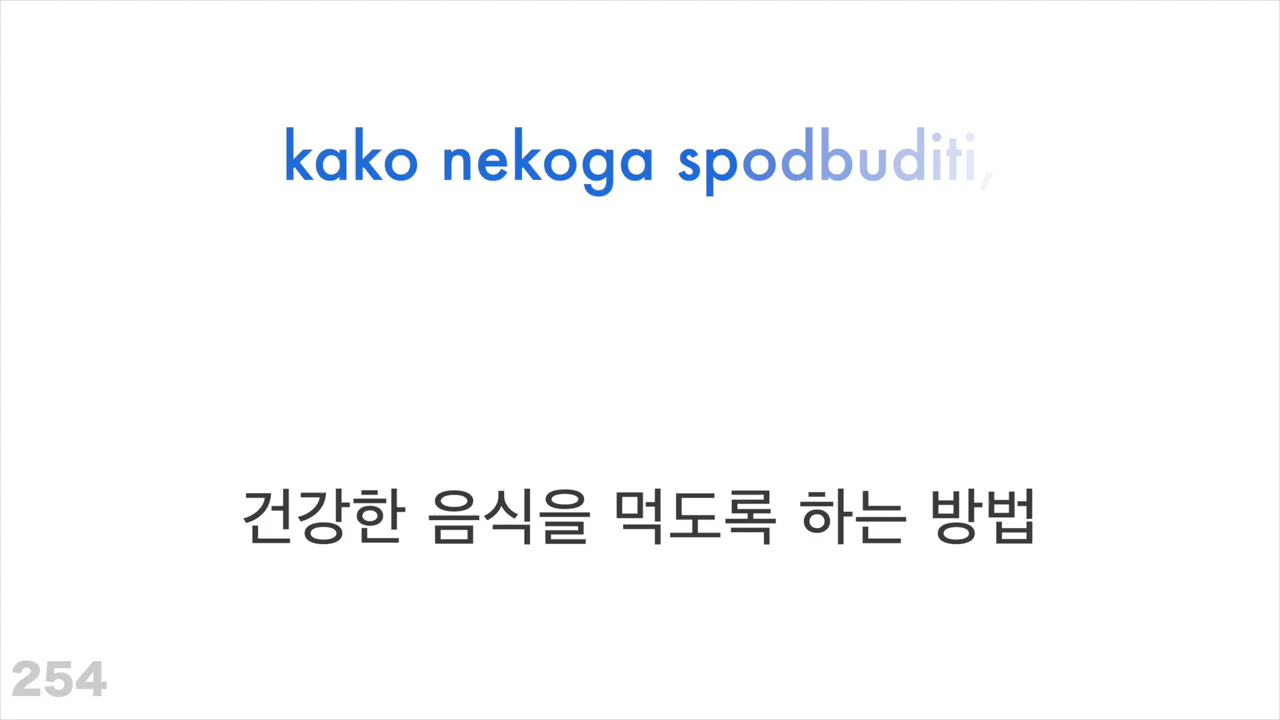 kako nekoga spodbuditi,
건강한 음식을 먹도록 하는 방법
254